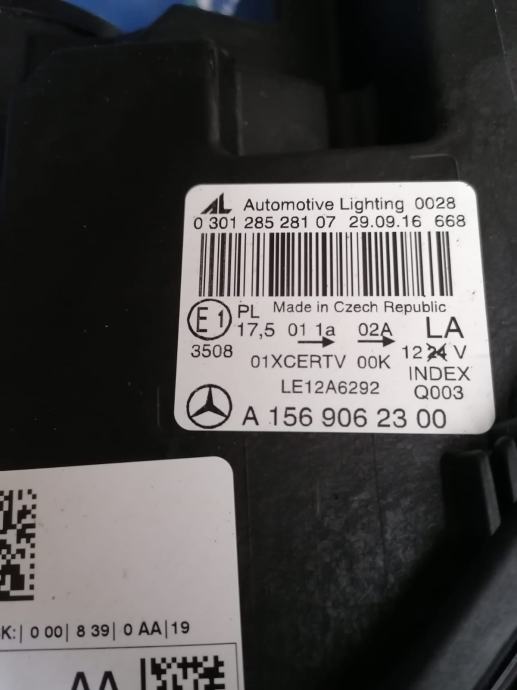 AL Automotive Lighting 0028
0 301 285 281 07 29.09.16 668
Made in Czech Republic
E1 PL
17,5 01 1a 02A LA
3508
12 24 V
01XCERTV 00K
INDEX
LE12A6292 Q003
A 156 906 23 00
K:| 0 00| 8 39| 0 AA|19
AA